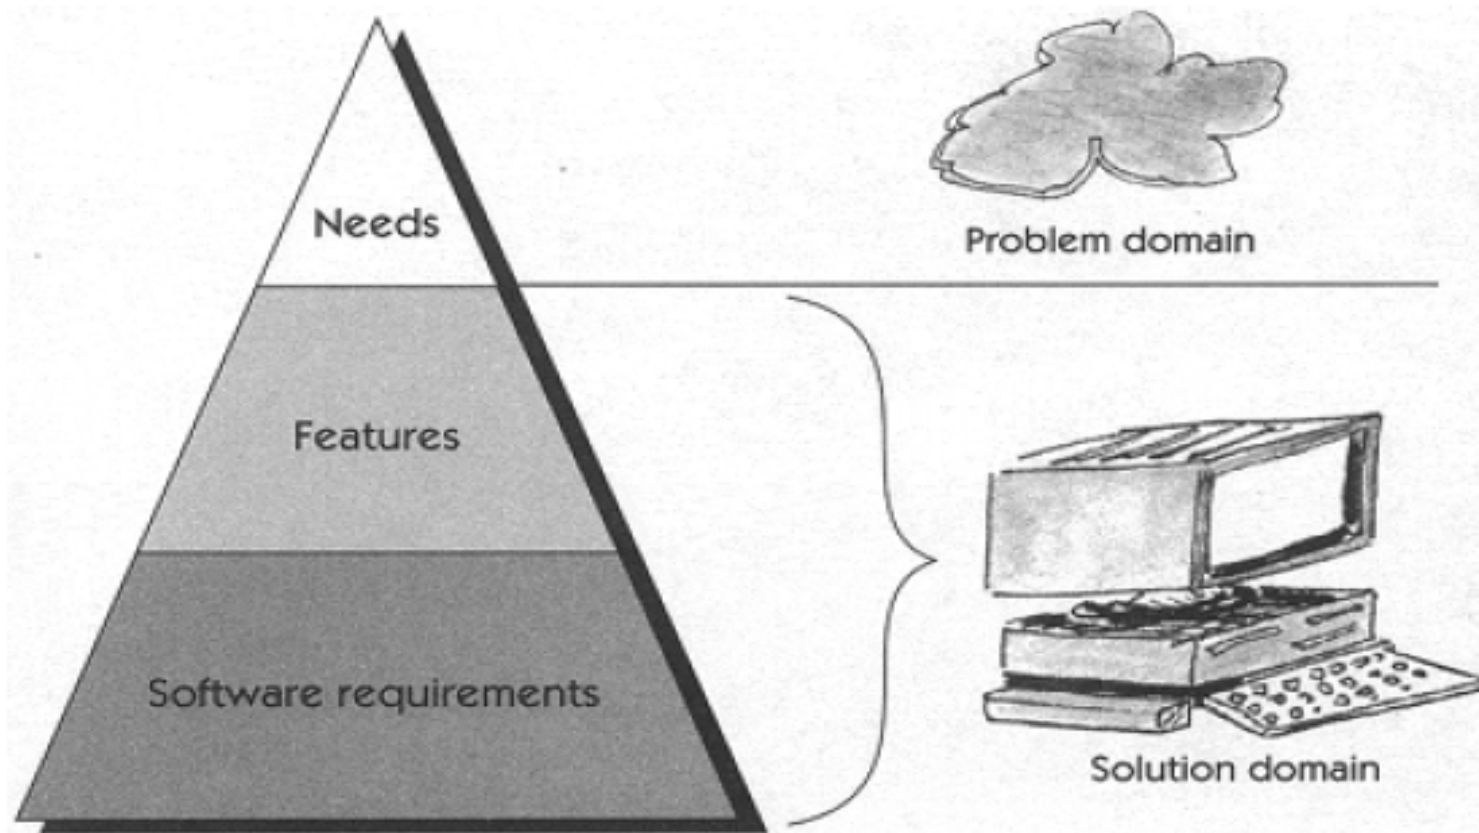 Needs
Problem domain
Features
Software requirements
Solution domain